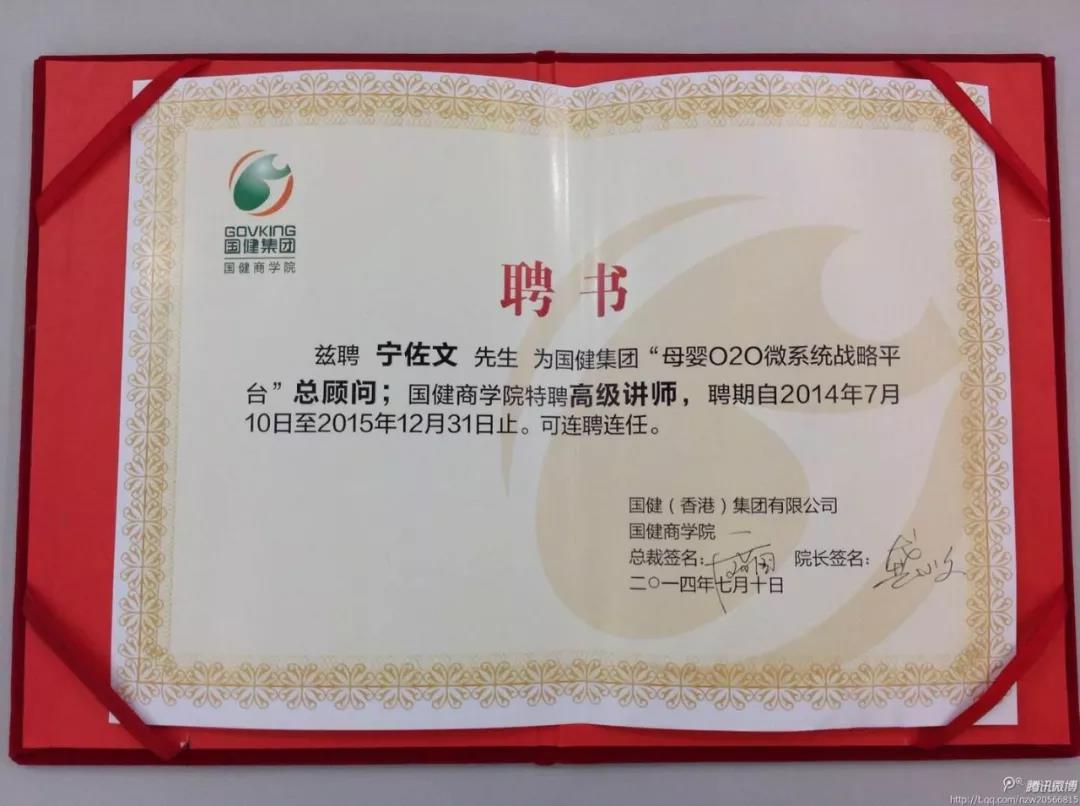 GOVKING
国健集团
国健商学院
聘书
兹聘 宁佐文 先生 为国健集团“母婴O2O微系统战略平
台”总顾问；国健商学院特聘高级讲师，聘期自2014年7月
10日至2015年12月31日止。可连聘连任。
国健（香港）集团有限公司
国健商学院
总裁签名： 院长签名：
二〇一四年七月十日
腾讯微博
http://t.qq.com/nzw20566815